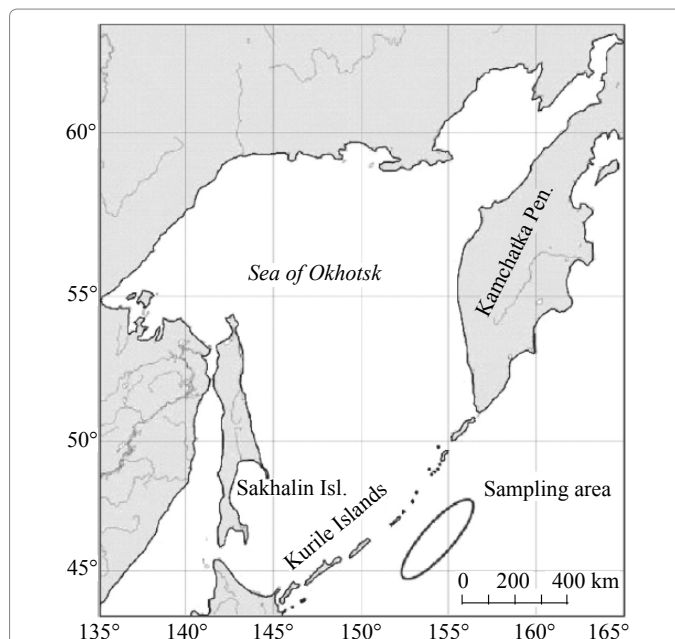 60°
Kamchatka Pen.
Sea of Okhotsk
55°
50°
Sakhalin Isl.
Sampling area
Kurile Islands
45°
0 200 400 km
135° 140° 145° 150° 155° 160° 165°